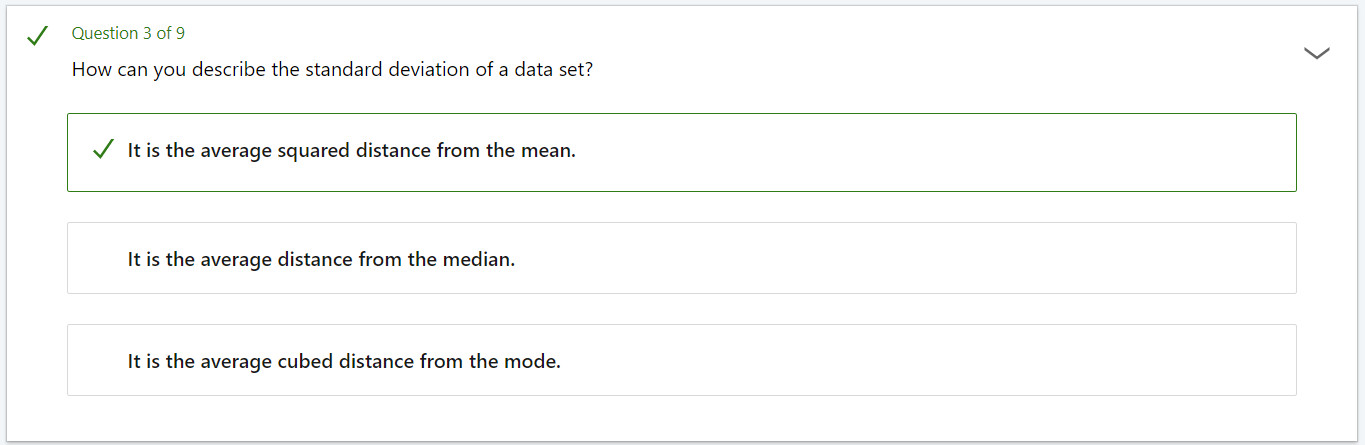 Question 3 of 9
How can you describe the standard deviation of a data set?
It is the average squared distance from the mean.
It is the average distance from the median.
It is the average cubed distance from the mode.